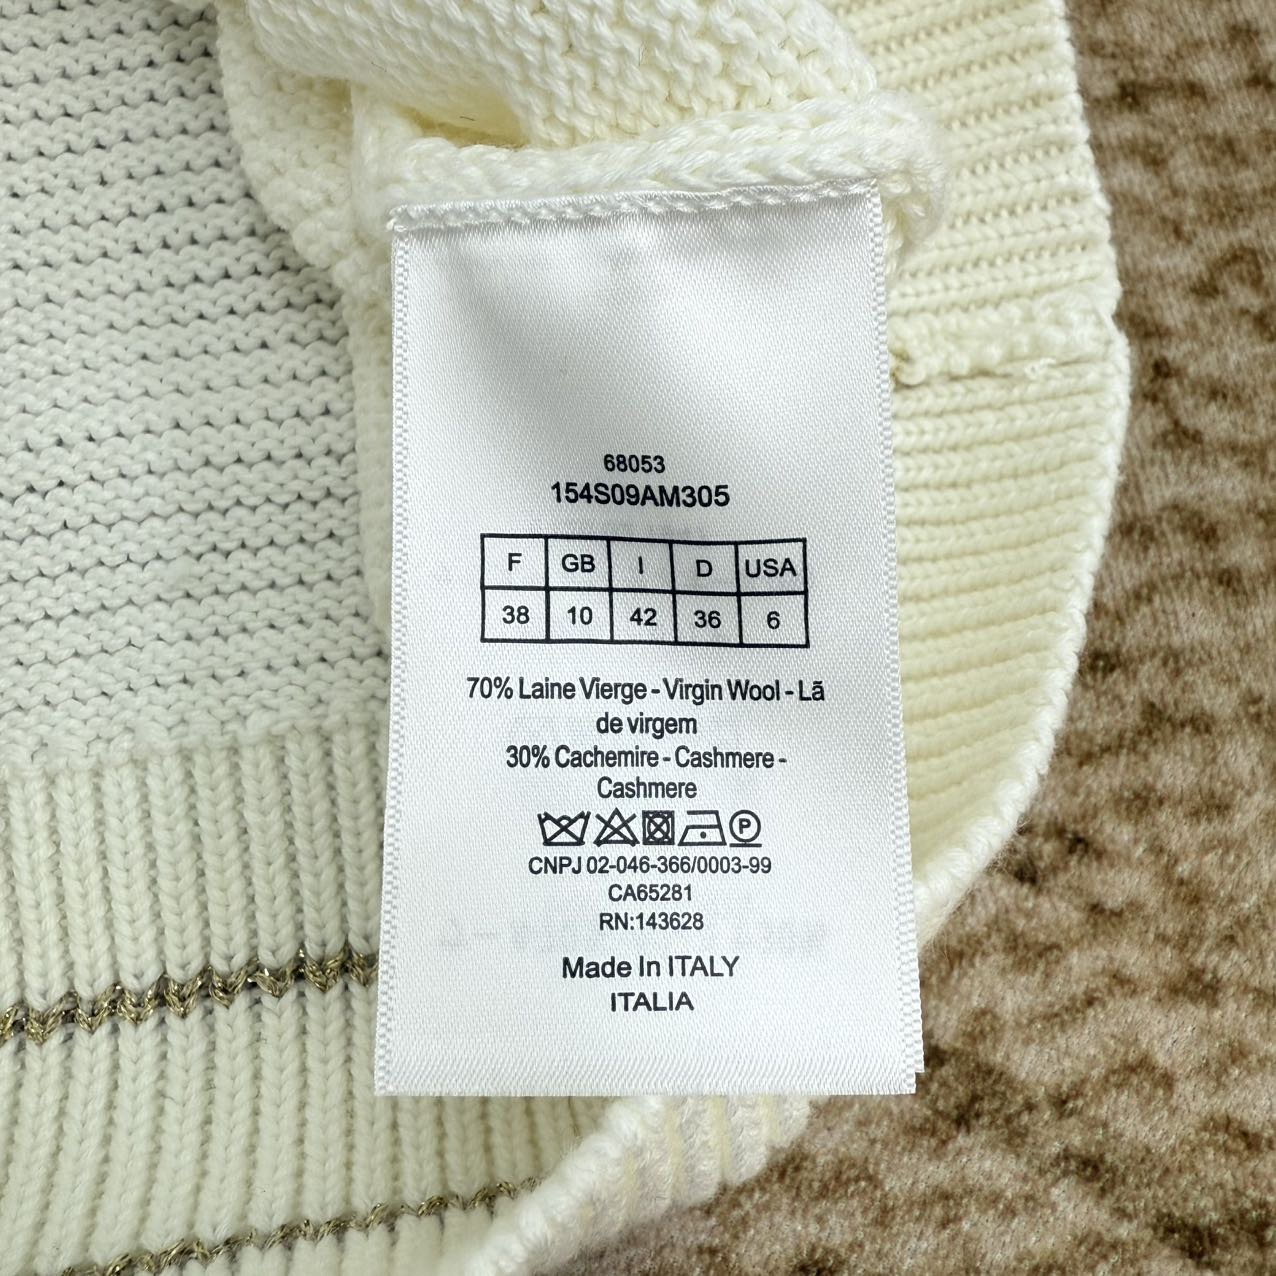 68053
154S09AM305
F GB I D USA
38 10 42 36 6
70% Laine Vierge - Virgin Wool - Lã
de virgem
30% Cachemire - Cashmere -
Cashmere
P
CNPJ 02-046-366/0003-99
CA65281
RN:143628
Made In ITALY
ITALIA